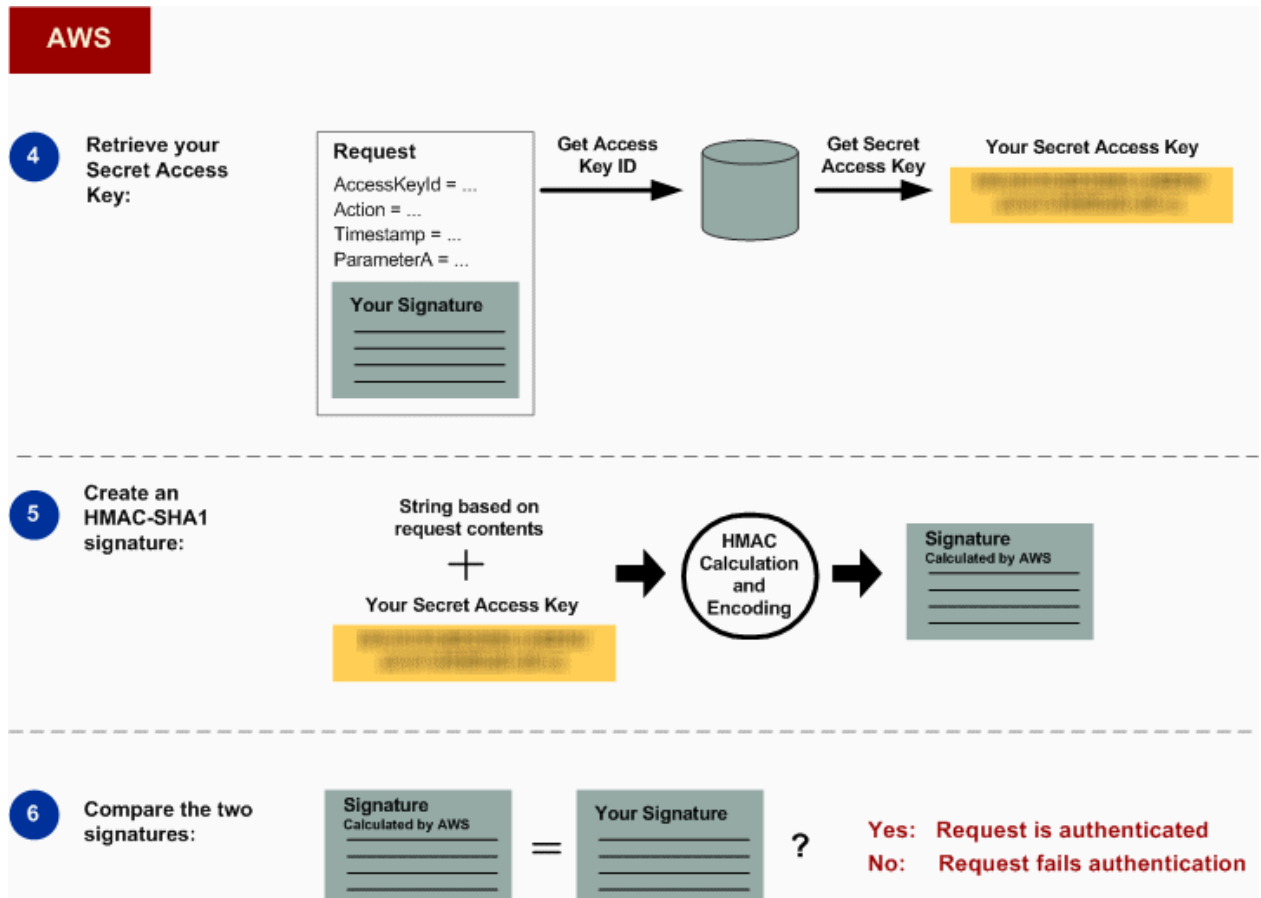 AWS
4
Retrieve your
Secret Access
Key:
Request
AccessKeyId = ...
Action = ...
Timestamp = ...
ParameterA = ...
Your Signature
Get Access
Key ID
Get Secret
Access Key
Your Secret Access Key
5
Create an
HMAC-SHA1
signature:
String based on
request contents
+
Your Secret Access Key
HMAC
Calculation
and
Encoding
Signature
Calculated by AWS
6
Compare the two
signatures:
Signature
Calculated by AWS
=
Your Signature
?
Yes: Request is authenticated
No: Request fails authentication